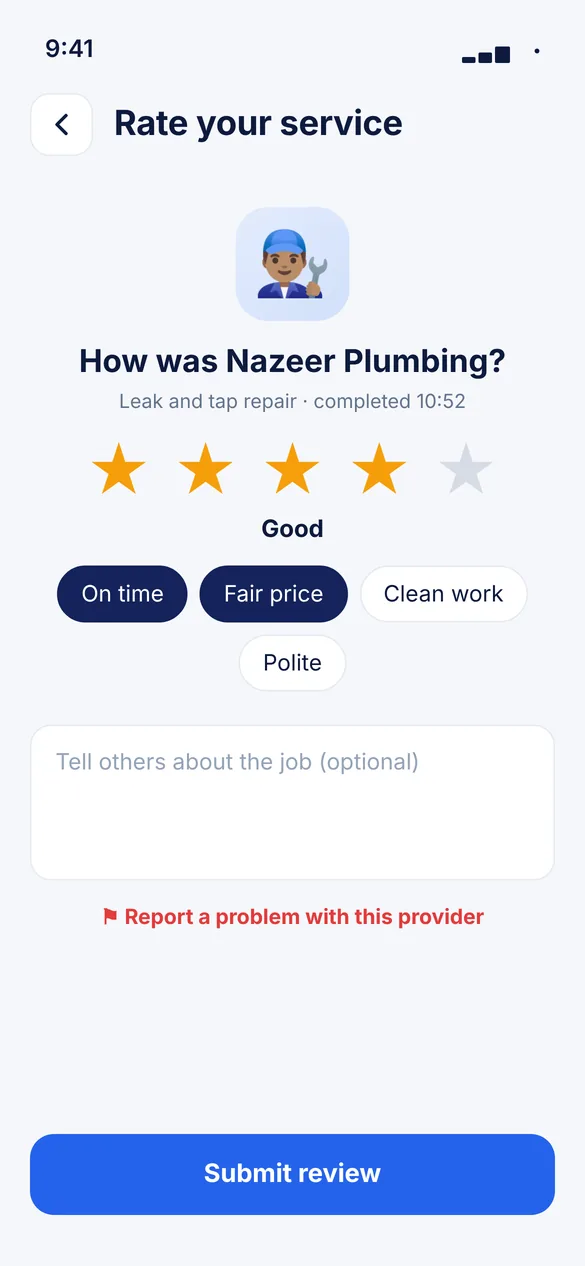 9:41
Rate your service
How was Nazeer Plumbing?
Leak and tap repair · completed 10:52
Good
On time
Fair price
Clean work
Polite
Tell others about the job (optional)
⚑ Report a problem with this provider
Submit review